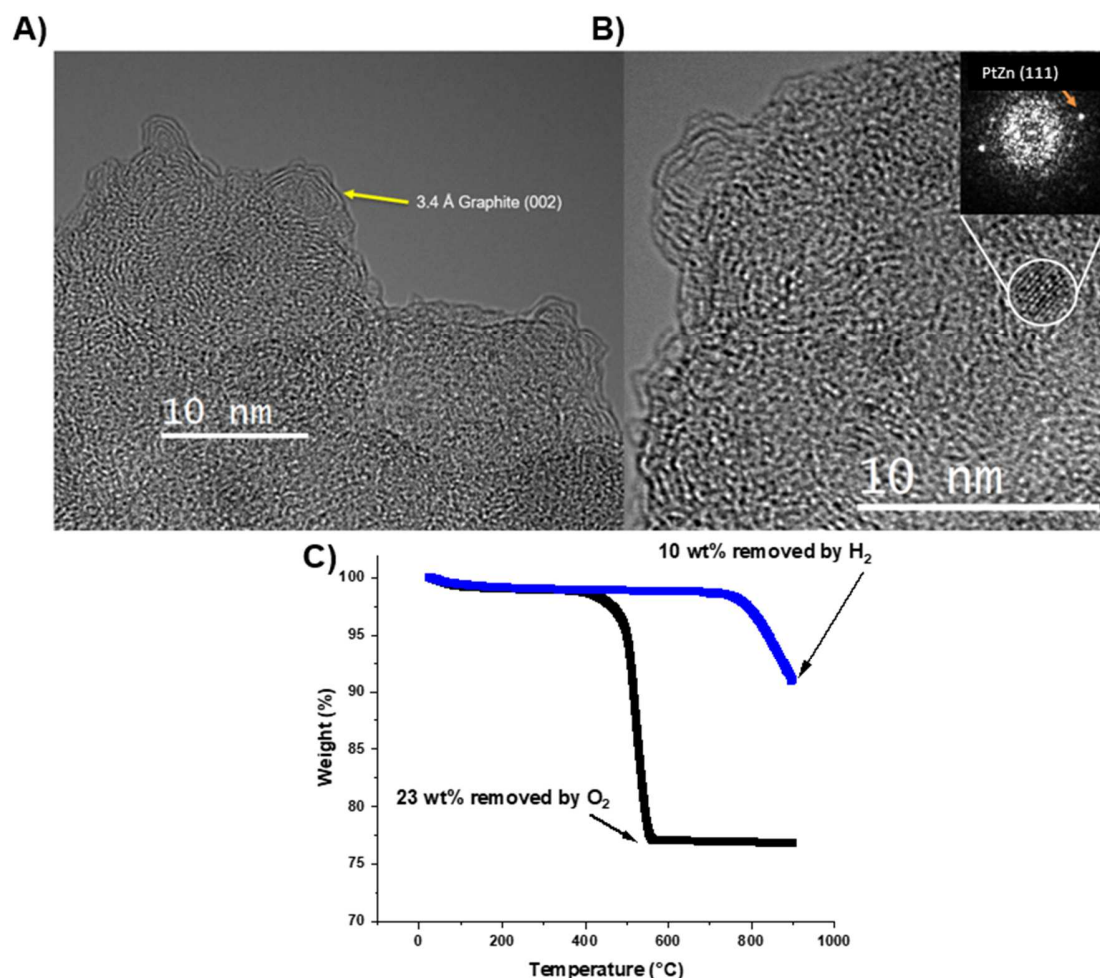 A)
B)
PtZn (111)
3.4 Å Graphite (002)
10 nm
10 nm
C)
10 wt% removed by H₂
23 wt% removed by O₂
Weight (%)
100
95
90
85
80
75
70
0
200
400
600
800
1000
Temperature (°C)